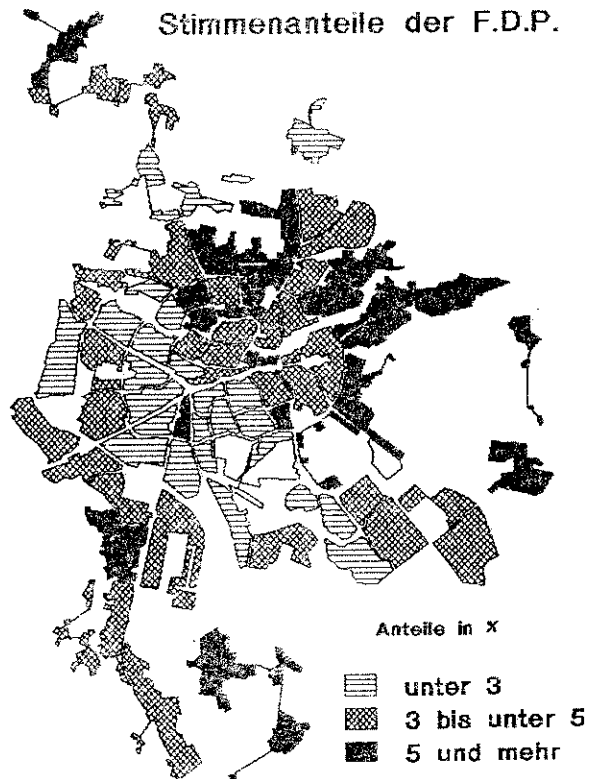 Stimmenanteile der F.D.P.
Anteile in %
unter 3
3 bis unter 5
5 und mehr